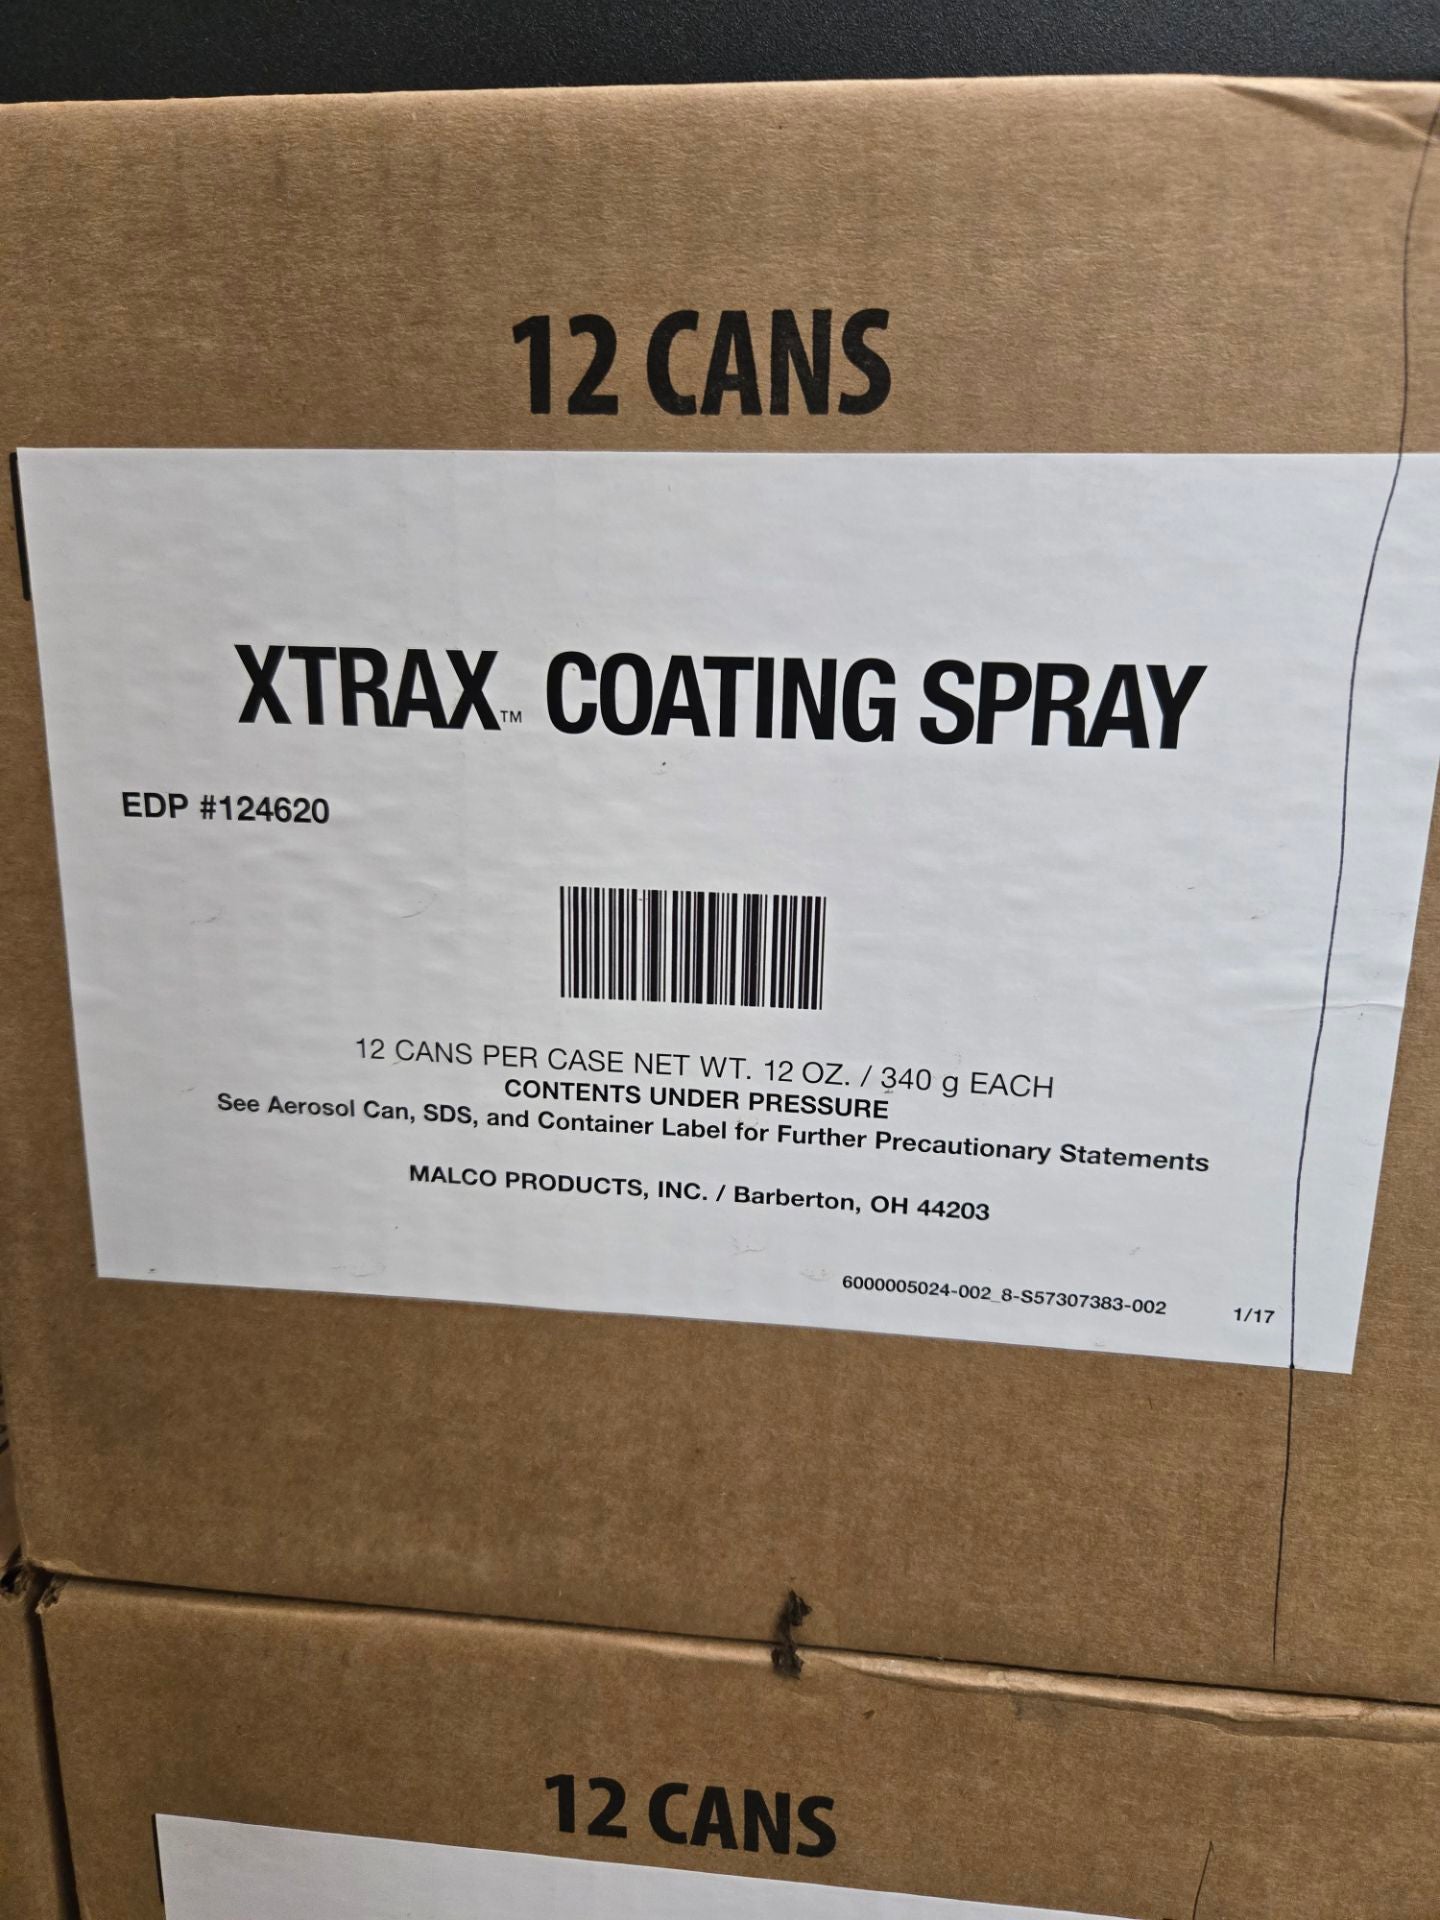 12 CANS
XTRAX™ COATING SPRAY
EDP #124620
12 CANS PER CASE NET WT. 12 OZ. / 340 g EACH
CONTENTS UNDER PRESSURE
See Aerosol Can, SDS, and Container Label for Further Precautionary Statements
MALCO PRODUCTS, INC. / Barberton, OH 44203
6000005024-002_8-S57307383-002 1/17
12 CANS